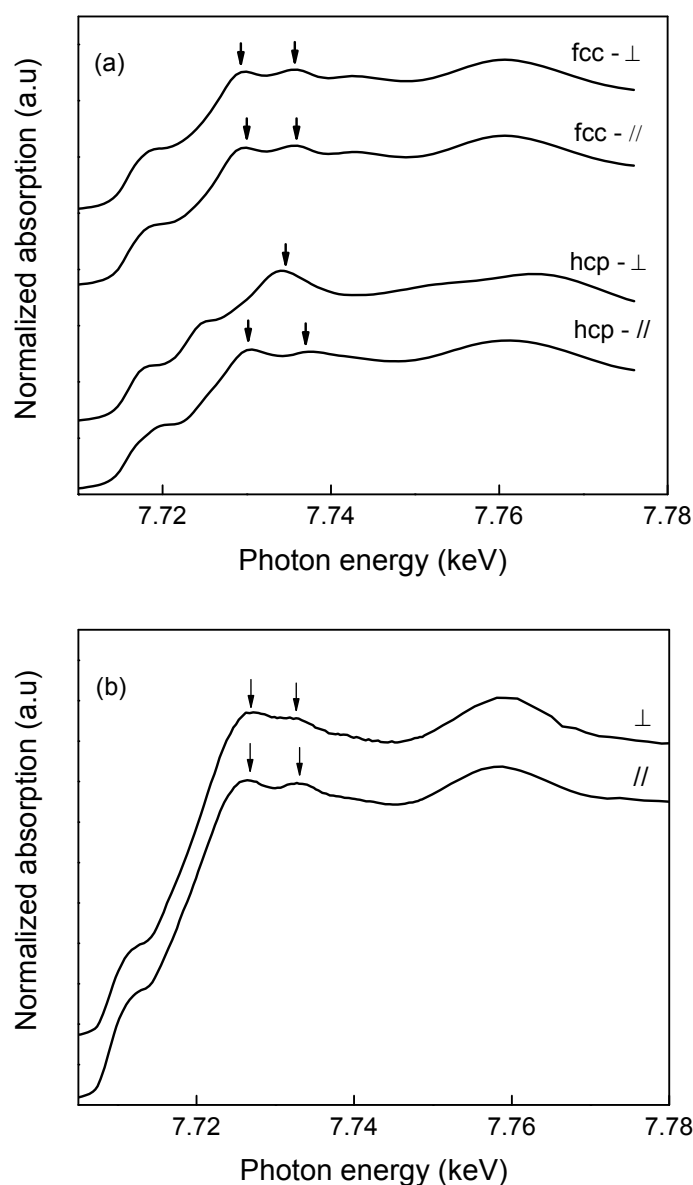 (a)
Normalized absorption (a.u)
fcc - ⊥
fcc - //
hcp - ⊥
hcp - //
7.72 7.74 7.76 7.78
Photon energy (keV)
(b)
Normalized absorption (a.u)
⊥
//
7.72 7.74 7.76 7.78
Photon energy (keV)